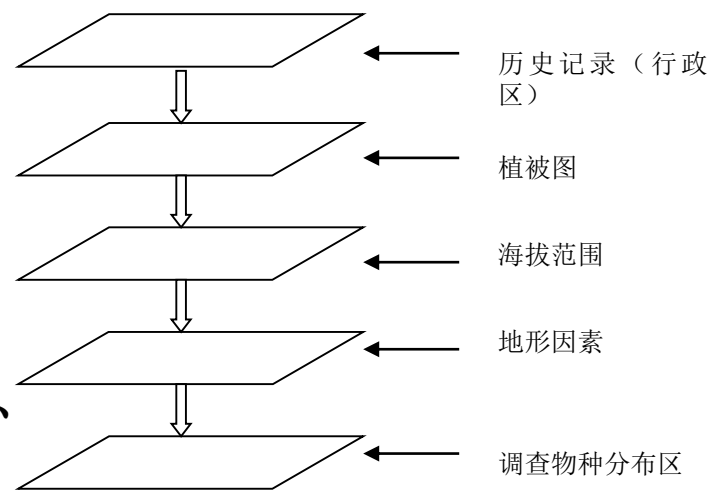 历史记录（行政
区）
植被图
海拔范围
地形因素
、
调查物种分布区